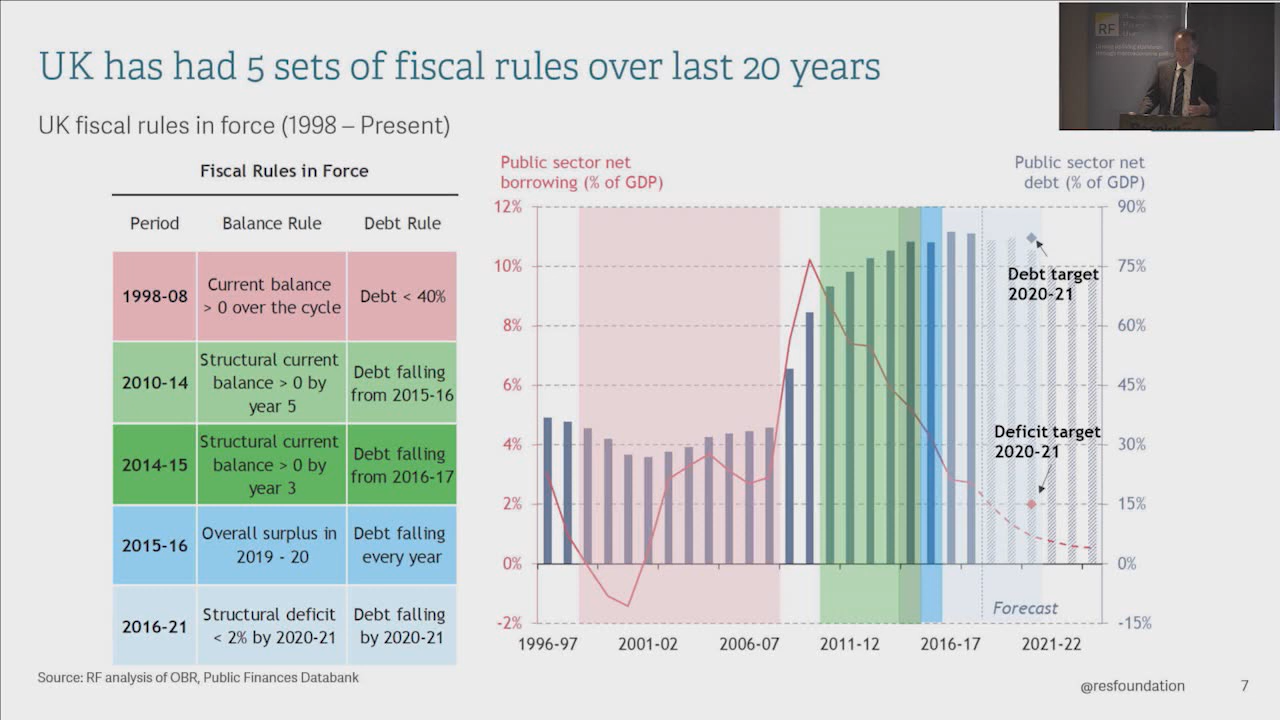 UK has had 5 sets of fiscal rules over last 20 years
UK fiscal rules in force (1998 – Present)
Fiscal Rules in Force
Period Balance Rule Debt Rule
1998-08
Current balance
> 0 over the cycle
Debt < 40%
2010-14
Structural current
balance > 0 by
year 5
Debt falling
from 2015-16
2014-15
Structural current
balance > 0 by
year 3
Debt falling
from 2016-17
2015-16
Overall surplus in
2019 - 20
Debt falling
every year
2016-21
Structural deficit
< 2% by 2020-21
Debt falling
by 2020-21
Public sector net
borrowing (% of GDP)
Public sector net
debt (% of GDP)
12%
10%
8%
6%
4%
2%
0%
-2%
90%
75%
60%
45%
30%
15%
0%
-15%
Debt target
2020-21
Deficit target
2020-21
Forecast
1996-97 2001-02 2006-07 2011-12 2016-17 2021-22
Source: RF analysis of OBR, Public Finances Databank
@resfoundation 7
RF